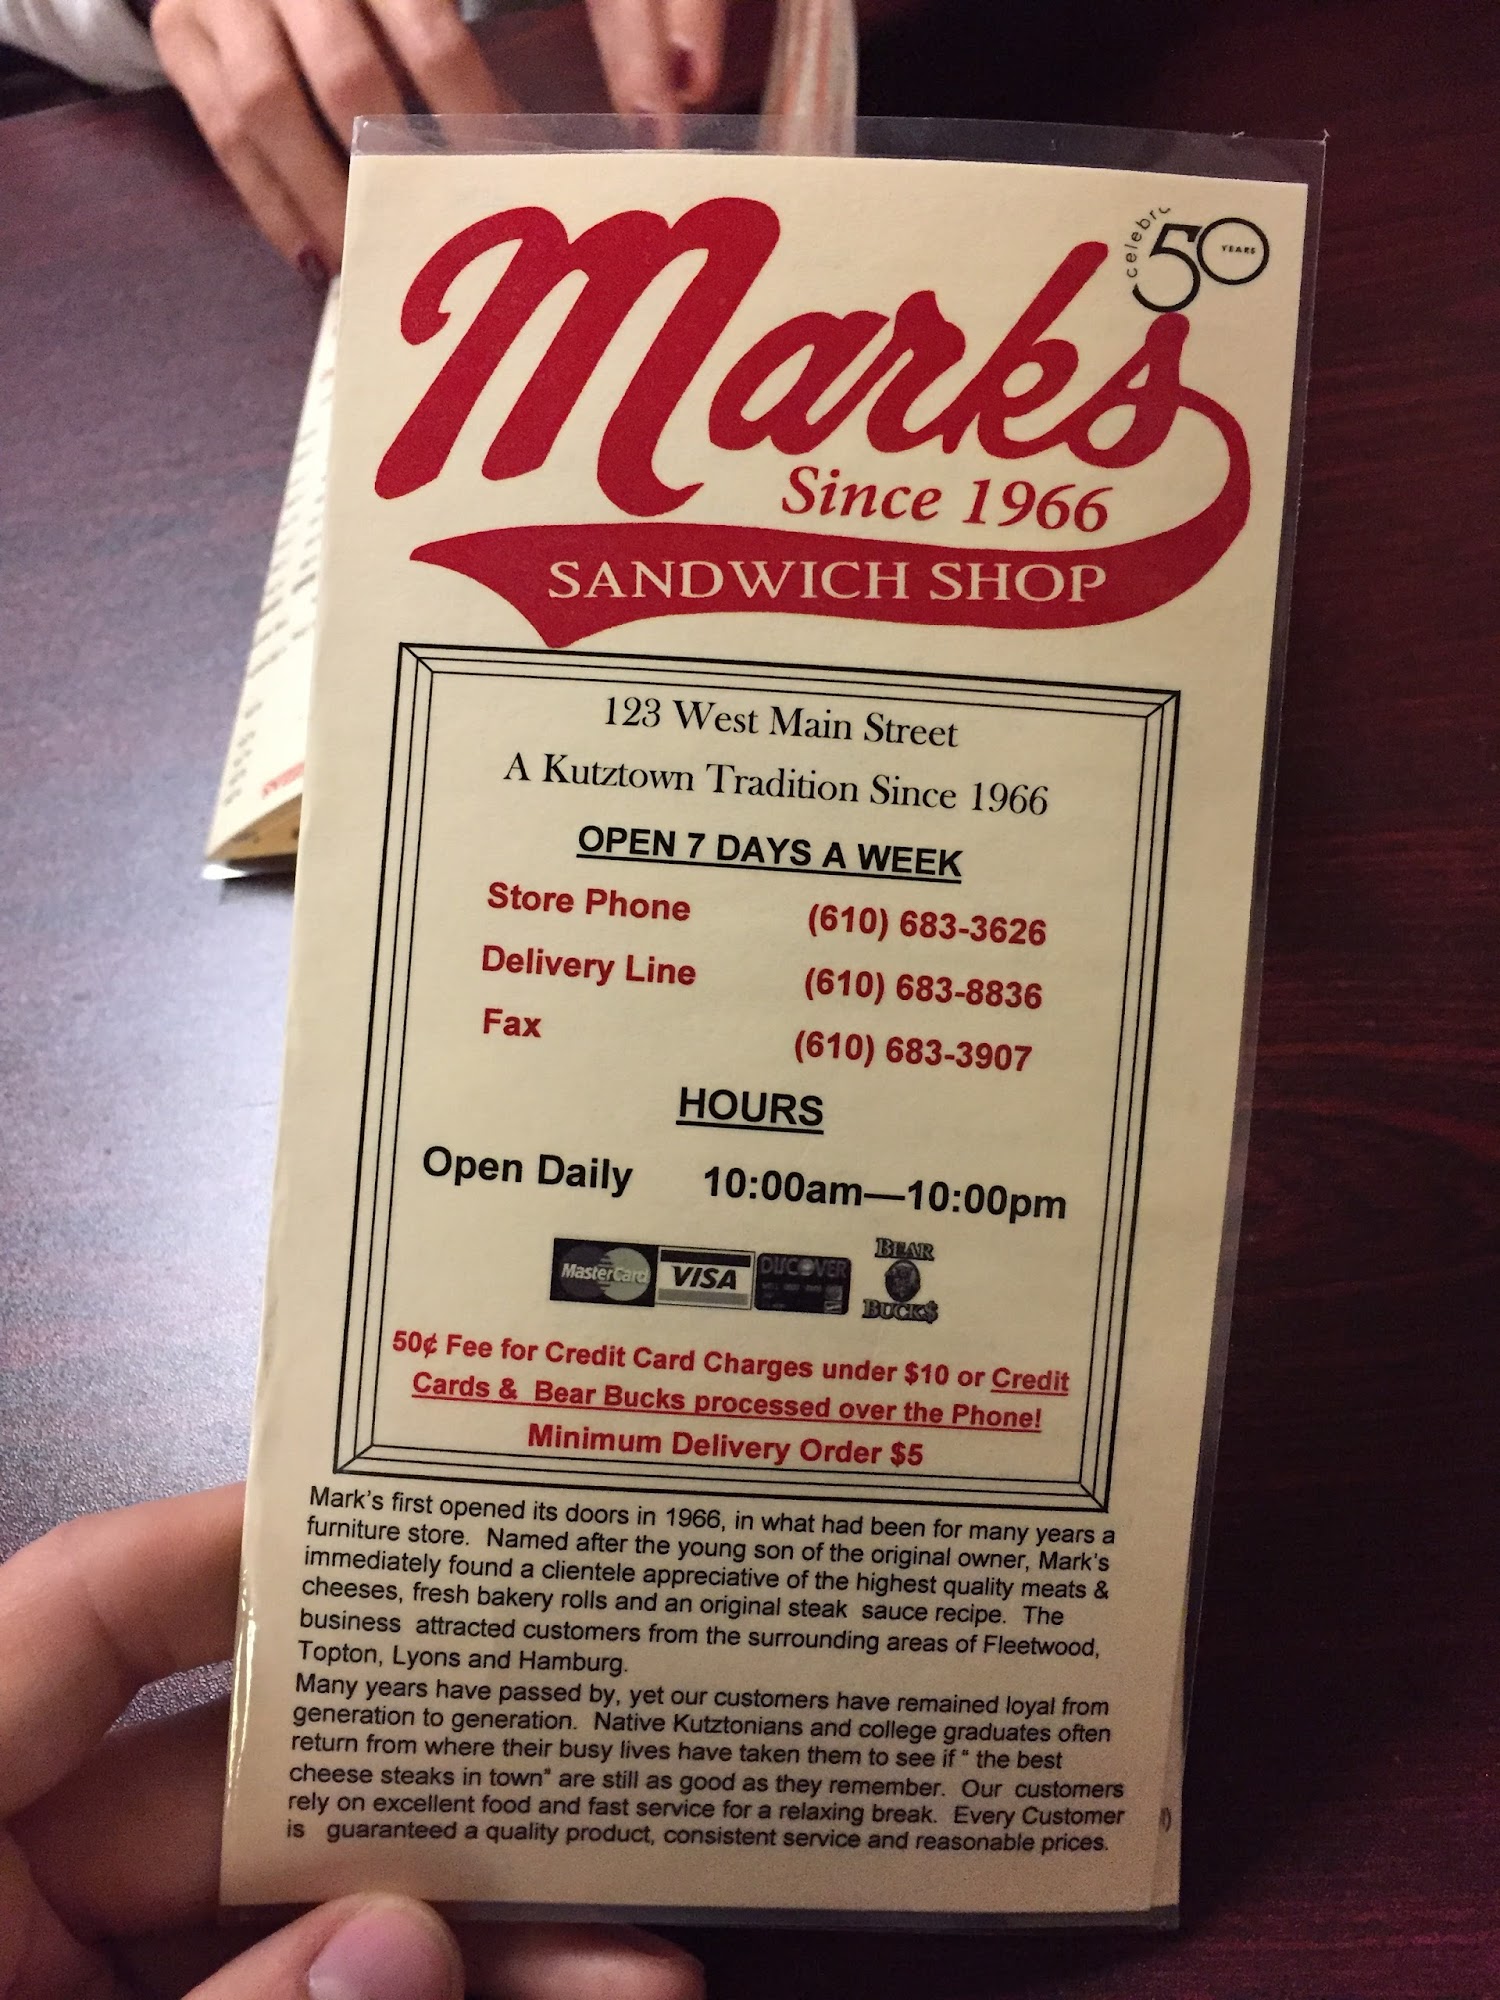 celebra
50
YEARS
Mark's
Since 1966
SANDWICH SHOP
123 West Main Street
A Kutztown Tradition Since 1966
OPEN 7 DAYS A WEEK
Store Phone (610) 683-3626
Delivery Line (610) 683-8836
Fax (610) 683-3907
HOURS
Open Daily 10:00am—10:00pm
MasterCard VISA DISCOVER BEAR BUCK$
50¢ Fee for Credit Card Charges under $10 or Credit
Cards & Bear Bucks processed over the Phone!
Minimum Delivery Order $5
Mark's first opened its doors in 1966, in what had been for many years a
furniture store. Named after the young son of the original owner, Mark's
immediately found a clientele appreciative of the highest quality meats &
cheeses, fresh bakery rolls and an original steak sauce recipe. The
business attracted customers from the surrounding areas of Fleetwood,
Topton, Lyons and Hamburg.
Many years have passed by, yet our customers have remained loyal from
generation to generation. Native Kutztonians and college graduates often
return from where their busy lives have taken them to see if " the best
cheese steaks in town" are still as good as they remember. Our customers
rely on excellent food and fast service for a relaxing break. Every Customer
is guaranteed a quality product, consistent service and reasonable prices.